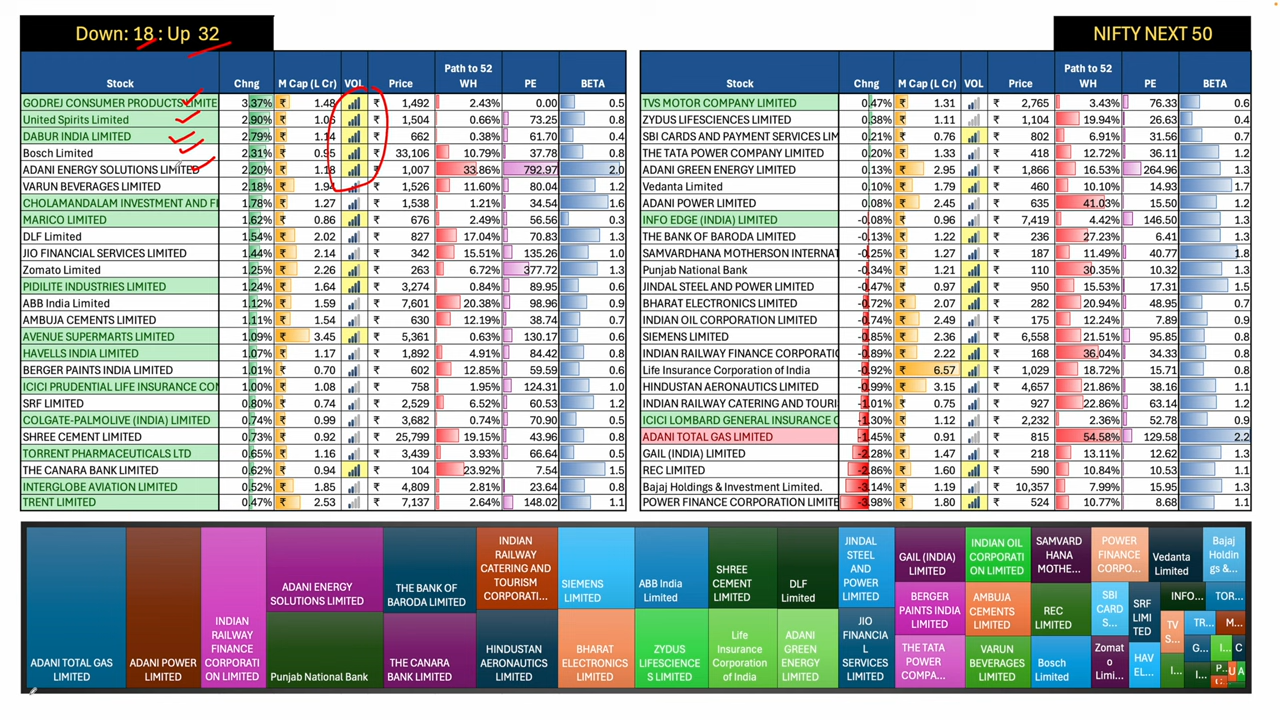 Down: 18 : Up 32
NIFTY NEXT 50
Stock Chngₑ M Cap (L Cr) VOL Price Path to 52 WH PE BETA
GODREJ CONSUMER PRODUCTS LIMITE 3.37% ₹ 1.48 ₹ 1,492 2.43% 0.00 0.5
United Spirits Limited 2.90% ₹ 1.06 ₹ 1,504 0.66% 73.25 0.8
DABUR INDIA LIMITED 2.79% ₹ 1.14 ₹ 662 0.38% 61.70 0.4
Bosch Limited 2.31% ₹ 0.95 ₹ 33,106 10.79% 37.78 0.8
ADANI ENERGY SOLUTIONS LIMITED 2.20% ₹ 1.18 ₹ 1,007 33.86% 792.97 2.0
VARUN BEVERAGES LIMITED 2.18% ₹ 1.94 ₹ 1,526 11.60% 80.04 1.2
CHOLAMANDALAM INVESTMENT AND FI 1.78% ₹ 1.27 ₹ 1,538 1.21% 34.54 1.6
MARICO LIMITED 1.62% ₹ 0.86 ₹ 676 2.49% 56.56 0.3
DLF Limited 1.54% ₹ 2.02 ₹ 827 17.04% 70.83 1.3
JIO FINANCIAL SERVICES LIMITED 1.44% ₹ 2.14 ₹ 342 15.51% 135.26 1.0
Zomato Limited 1.25% ₹ 2.26 ₹ 263 6.72% 377.72 1.3
PIDILITE INDUSTRIES LIMITED 1.24% ₹ 1.64 ₹ 3,274 0.84% 89.95 0.6
ABB India Limited 1.12% ₹ 1.59 ₹ 7,601 20.38% 98.96 0.9
AMBUJA CEMENTS LIMITED 1.11% ₹ 1.54 ₹ 630 12.19% 38.74 0.7
AVENUE SUPERMARTS LIMITED 1.09% ₹ 3.45 ₹ 5,361 0.63% 130.17 0.6
HAVELLS INDIA LIMITED 1.07% ₹ 1.17 ₹ 1,892 4.91% 84.42 0.8
BERGER PAINTS INDIA LIMITED 1.01% ₹ 0.70 ₹ 602 12.85% 59.59 0.6
ICICI PRUDENTIAL LIFE INSURANCE COM 1.00% ₹ 1.08 ₹ 758 1.95% 124.31 1.0
SRF LIMITED 0.80% ₹ 0.74 ₹ 2,529 6.52% 60.53 1.2
COLGATE-PALMOLIVE (INDIA) LIMITED 0.74% ₹ 0.99 ₹ 3,682 0.74% 70.90 0.5
SHREE CEMENT LIMITED 0.73% ₹ 0.92 ₹ 25,799 19.15% 43.96 0.8
TORRENT PHARMACEUTICALS LTD 0.65% ₹ 1.16 ₹ 3,439 3.93% 66.64 0.5
THE CANARA BANK LIMITED 0.62% ₹ 0.94 ₹ 104 23.92% 7.54 1.5
INTERGLOBE AVIATION LIMITED 0.52% ₹ 1.85 ₹ 4,809 2.81% 23.64 0.8
TRENT LIMITED 0.47% ₹ 2.53 ₹ 7,137 2.64% 148.02 1.1
Stock Chng M Cap (L Cr) VOL Price Path to 52 WH PE BETA
TVS MOTOR COMPANY LIMITED 0.47% ₹ 1.31 ₹ 2,765 3.43% 76.33 0.6
ZYDUS LIFESCIENCES LIMITED 0.38% ₹ 1.11 ₹ 1,104 19.94% 26.63 0.4
SBI CARDS AND PAYMENT SERVICES LIM 0.21% ₹ 0.76 ₹ 802 6.91% 31.56 0.7
THE TATA POWER COMPANY LIMITED 0.20% ₹ 1.33 ₹ 418 12.72% 36.11 1.2
ADANI GREEN ENERGY LIMITED 0.13% ₹ 2.95 ₹ 1,866 16.53% 264.96 1.3
Vedanta Limited 0.10% ₹ 1.79 ₹ 460 10.10% 14.93 1.7
ADANI POWER LIMITED 0.08% ₹ 2.45 ₹ 635 41.03% 15.50 1.2
INFO EDGE (INDIA) LIMITED -0.08% ₹ 0.96 ₹ 7,419 4.42% 146.50 1.3
THE BANK OF BARODA LIMITED -0.13% ₹ 1.22 ₹ 236 27.23% 6.41 1.3
SAMVARDHANA MOTHERSON INTERNAT -0.25% ₹ 1.27 ₹ 187 11.49% 40.77 1.8
Punjab National Bank -0.34% ₹ 1.21 ₹ 110 30.35% 10.32 1.3
JINDAL STEEL AND POWER LIMITED -0.47% ₹ 0.97 ₹ 950 15.53% 17.31 1.5
BHARAT ELECTRONICS LIMITED -0.72% ₹ 2.07 ₹ 282 20.94% 48.95 0.7
INDIAN OIL CORPORATION LIMITED -0.74% ₹ 2.49 ₹ 175 12.24% 7.89 0.9
SIEMENS LIMITED -0.85% ₹ 2.36 ₹ 6,558 21.51% 95.85 0.8
INDIAN RAILWAY FINANCE CORPORATIO -0.89% ₹ 2.22 ₹ 168 36.04% 34.33 0.8
Life Insurance Corporation of India -0.92% ₹ 6.57 ₹ 1,029 18.72% 15.71 0.8
HINDUSTAN AERONAUTICS LIMITED -0.99% ₹ 3.15 ₹ 4,657 21.86% 38.16 1.1
INDIAN RAILWAY CATERING AND TOURI -1.01% ₹ 0.75 ₹ 927 22.86% 63.14 1.2
ICICI LOMBARD GENERAL INSURANCE C -1.30% ₹ 1.12 ₹ 2,232 2.36% 52.78 0.9
ADANI TOTAL GAS LIMITED -1.45% ₹ 0.91 ₹ 815 54.58% 129.58 2.2
GAIL (INDIA) LIMITED -2.28% ₹ 1.47 ₹ 218 13.11% 12.62 1.3
REC LIMITED -2.86% ₹ 1.60 ₹ 590 10.84% 10.53 1.1
Bajaj Holdings & Investment Limited. -3.14% ₹ 1.19 ₹ 10,357 7.99% 15.95 1.3
POWER FINANCE CORPORATION LIMITE -3.98% ₹ 1.80 ₹ 524 10.77% 8.68 1.1
ADANI TOTAL GAS
LIMITED
ADANI POWER
LIMITED
INDIAN
RAILWAY
FINANCE
CORPORATI
ON LIMITED
ADANI ENERGY
SOLUTIONS LIMITED
Punjab National Bank
THE BANK OF
BARODA LIMITED
THE CANARA
BANK LIMITED
INDIAN
RAILWAY
CATERING AND
TOURISM
CORPORATI...
HINDUSTAN
AERONAUTICS
LIMITED
SIEMENS
LIMITED
BHARAT
ELECTRONICS
LIMITED
ABB India
Limited
ZYDUS
LIFESCIENCE
S LIMITED
SHREE
CEMENT
LIMITED
Life
Insurance
Corporation
of India
DLF
Limited
ADANI
GREEN
ENERGY
LIMITED
JINDAL
STEEL
AND
POWER
LIMITED
JIO
FINANCIA
L
SERVICES
LIMITED
GAIL (INDIA)
LIMITED
BERGER
PAINTS INDIA
LIMITED
THE TATA
POWER
COMPA...
INDIAN OIL
CORPORATI
ON LIMITED
AMBUJA
CEMENTS
LIMITED
VARUN
BEVERAGES
LIMITED
SAMVARD
HANA
MOTHE...
REC
LIMITED
Bosch
Limited
POWER
FINANCE
CORPO...
SBI
CARD
S...
Zomat
o
Limi...
Vedanta
Limited
SRF
LIMI
TED
HAV
EL...
Bajaj
Holdin
gs &...
INFO...
TOR...
TV
S...
TR...
M...
G...
I...
C
I...
I...
P...
U
A
C